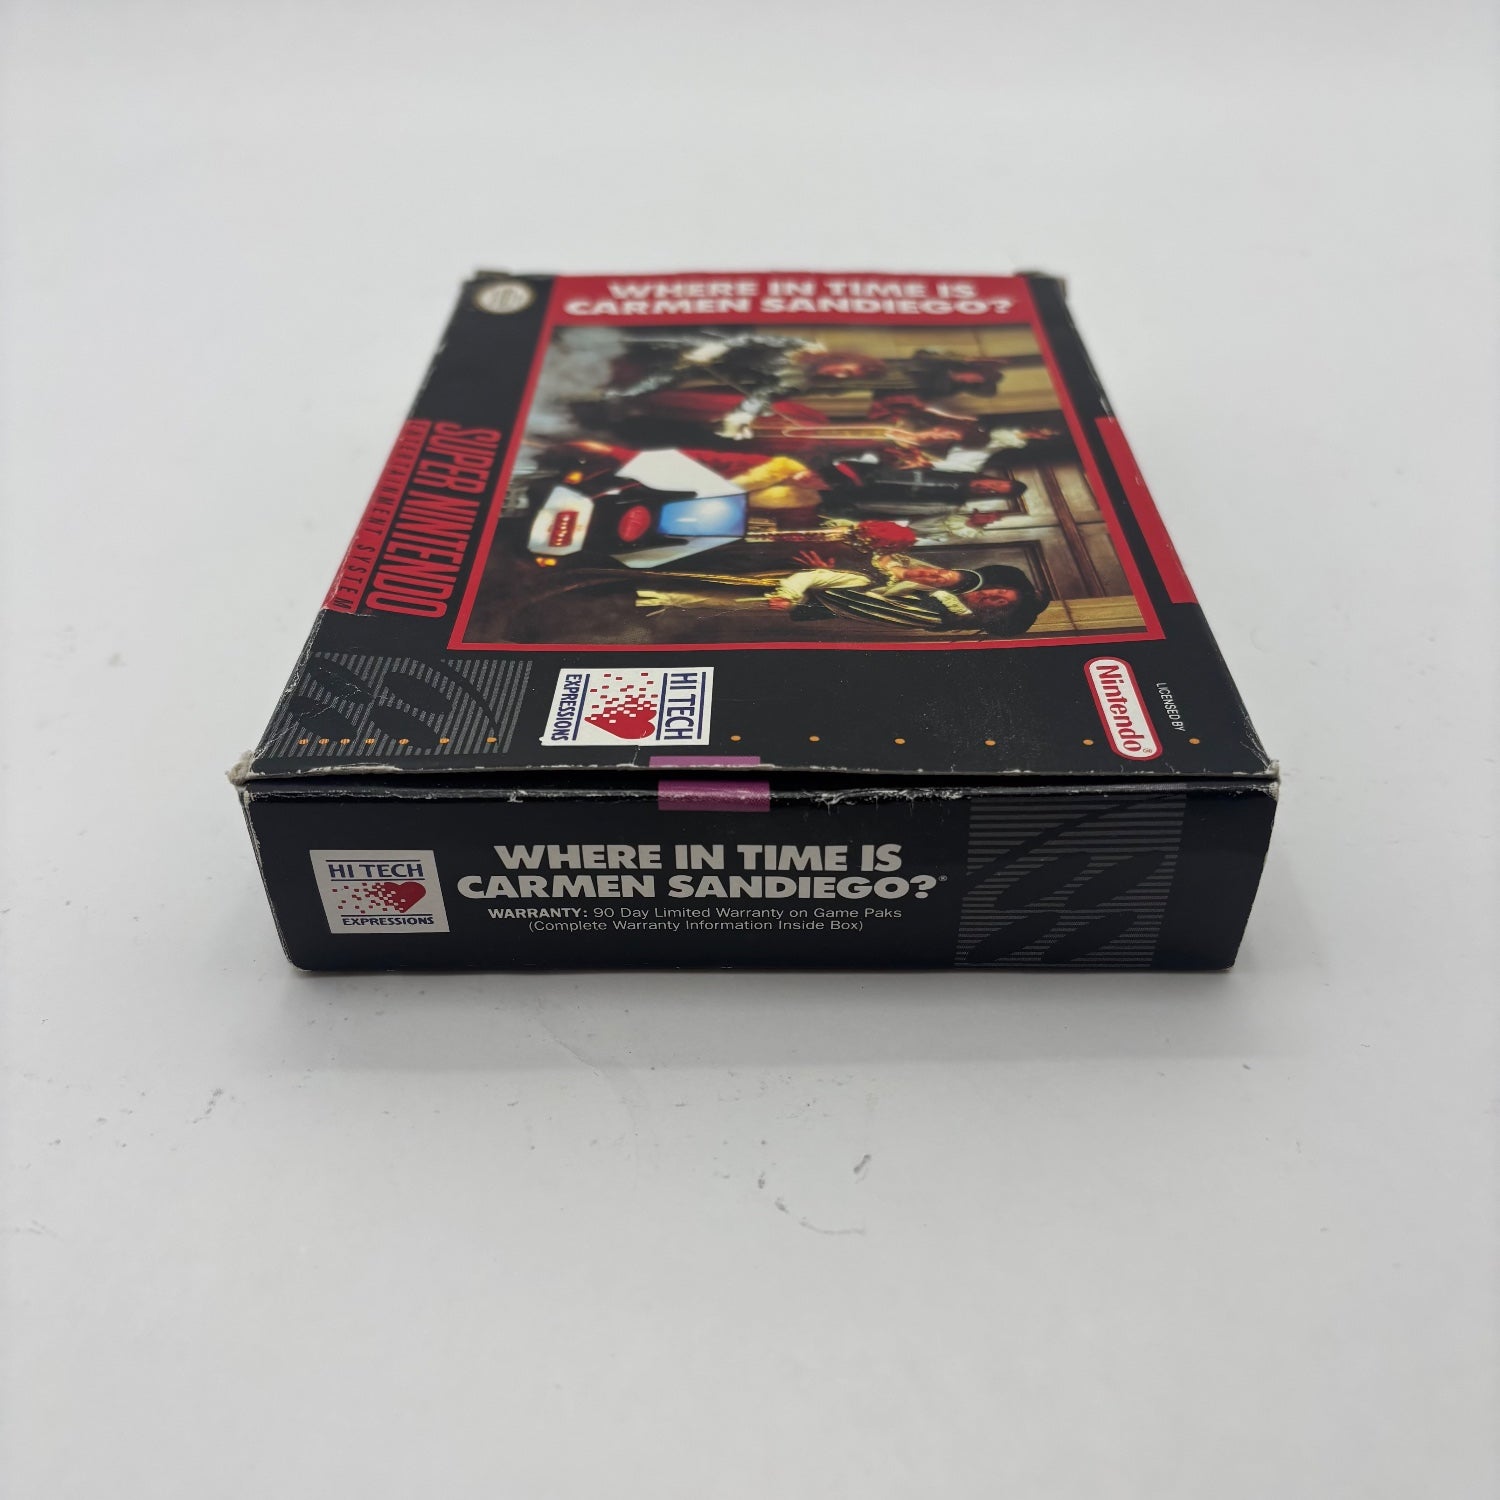 WHERE IN TIME IS
CARMEN SANDIEGO?
SUPER NINTENDO
ENTERTAINMENT SYSTEM
HI TECH
EXPRESSIONS
LICENSED BY
Nintendo®
HI TECH
EXPRESSIONS
WHERE IN TIME IS
CARMEN SANDIEGO?®
WARRANTY: 90 Day Limited Warranty on Game Paks
(Complete Warranty Information Inside Box)